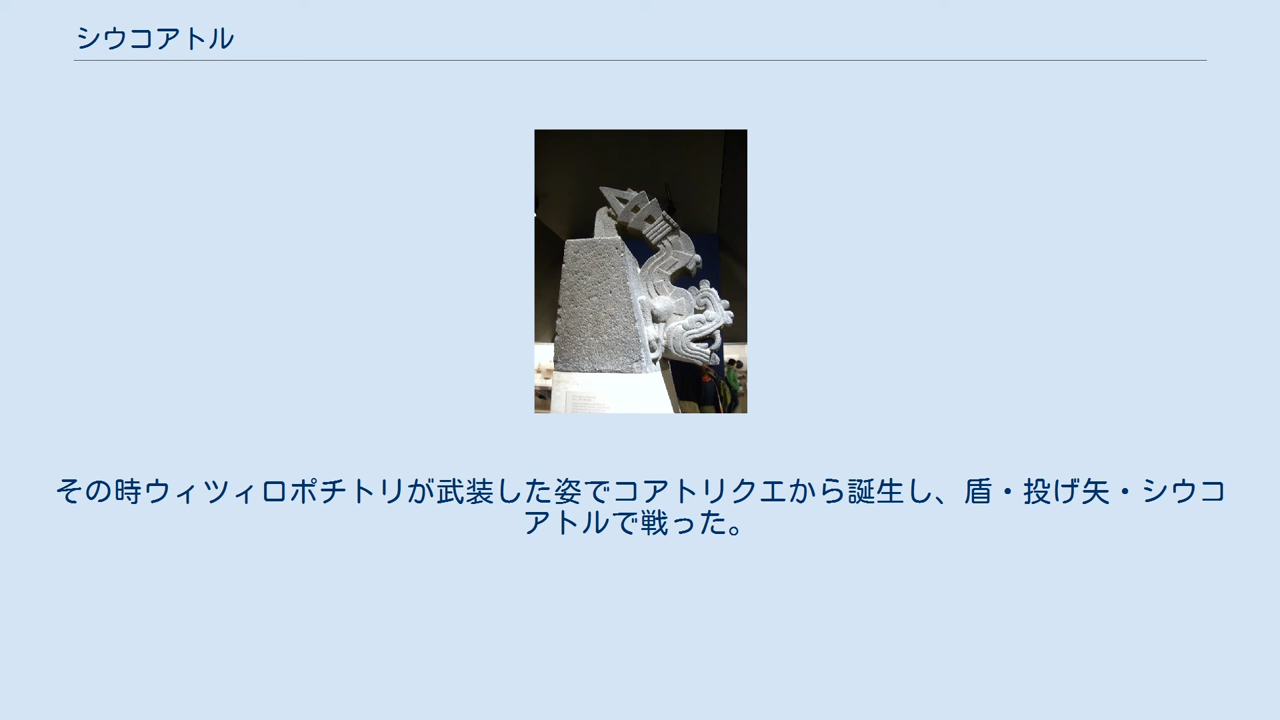 シウコアトル
その時ウィツィロポチトリが武装した姿でコアトリクエから誕生し、盾・投げ矢・シウコ
アトルで戦った。